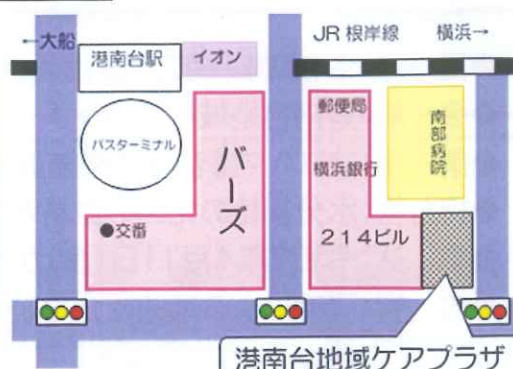 ←大船
JR 根岸線
横浜→
港南台駅
イオン
バスターミナル
バーズ
●交番
郵便局
横浜銀行
南部病院
214ビル
港南台地域ケアプラザ